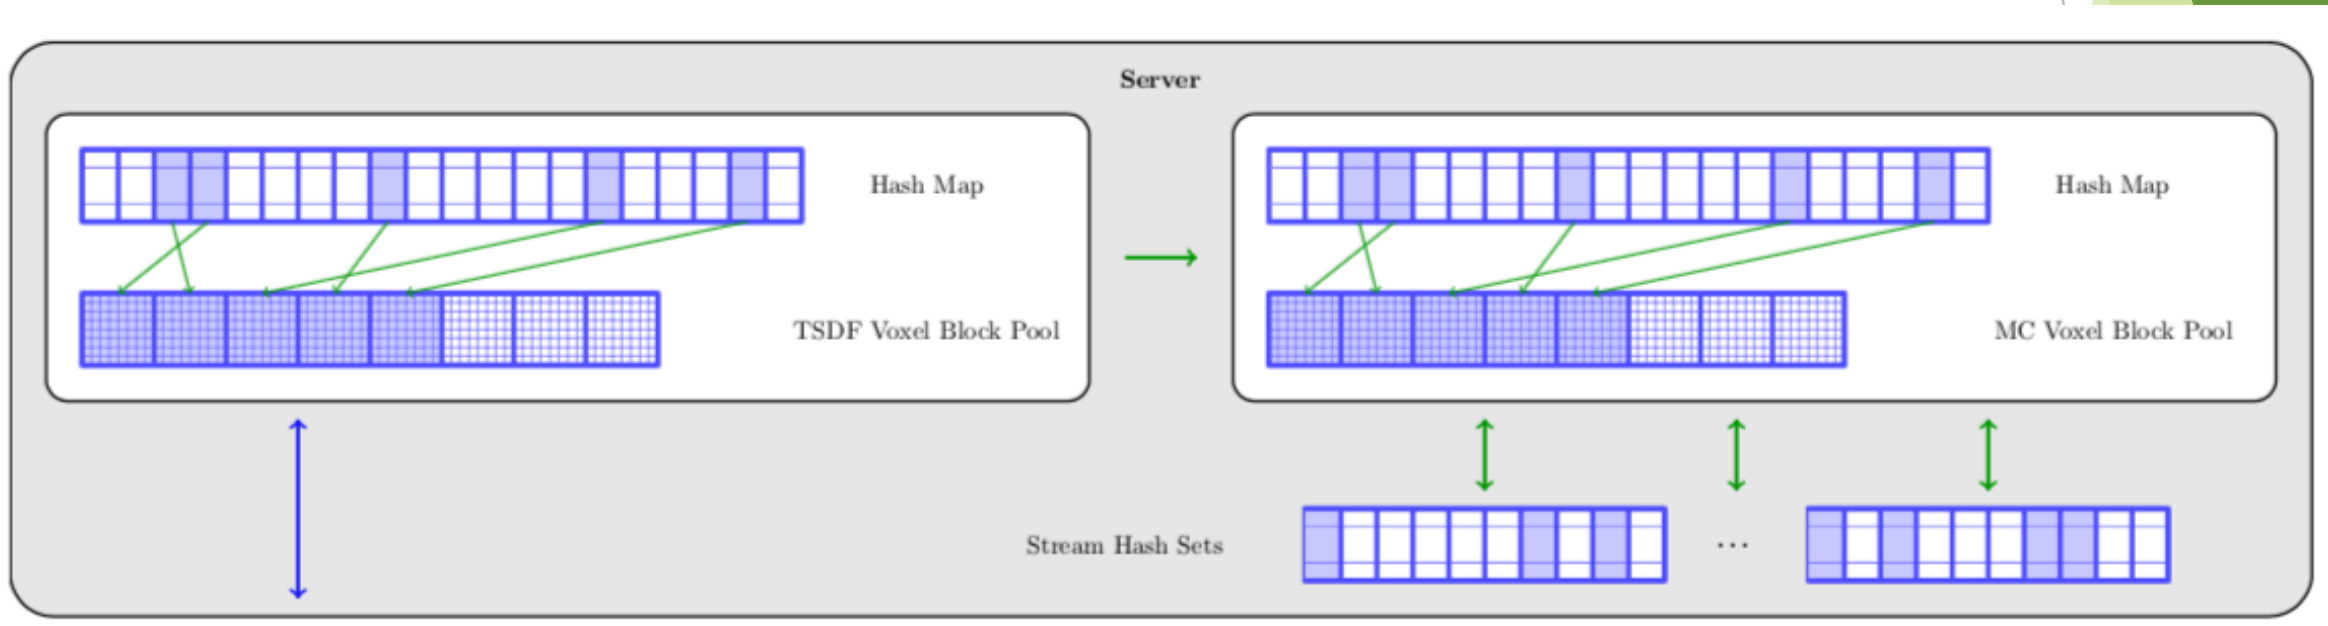 Server
Hash Map
TSDF Voxel Block Pool
Hash Map
MC Voxel Block Pool
Stream Hash Sets
...